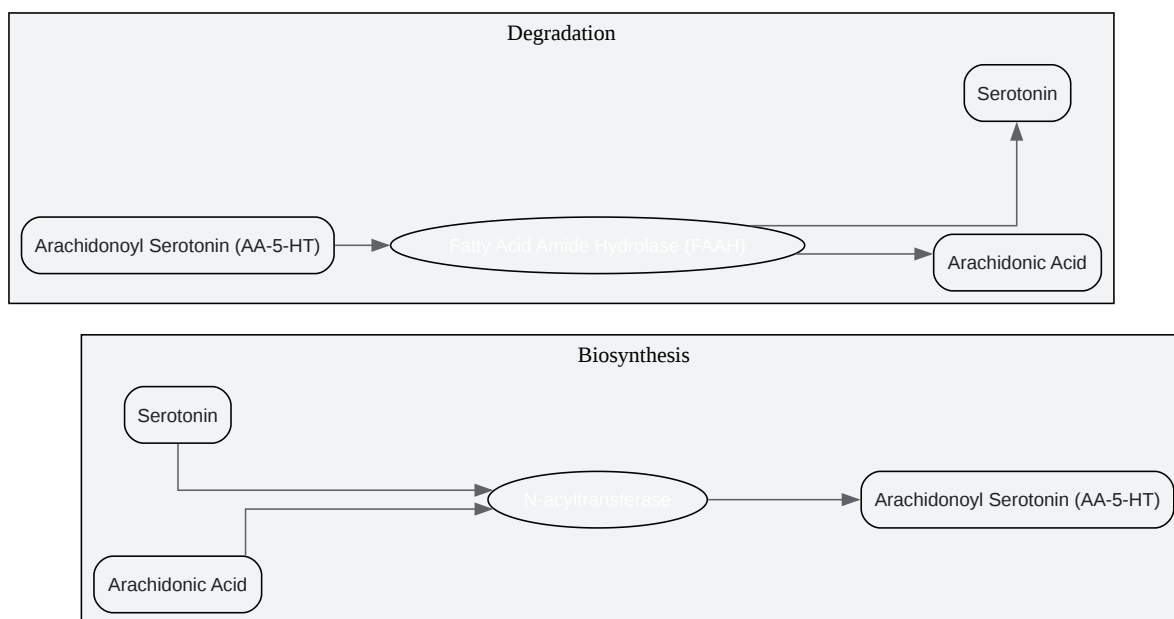 Degradation
Serotonin
Arachidonoyl Serotonin (AA-5-HT)
Fatty Acid Amide Hydrolase (FAAH)
Arachidonic Acid
Biosynthesis
Serotonin
N-acyltransferase
Arachidonoyl Serotonin (AA-5-HT)
Arachidonic Acid